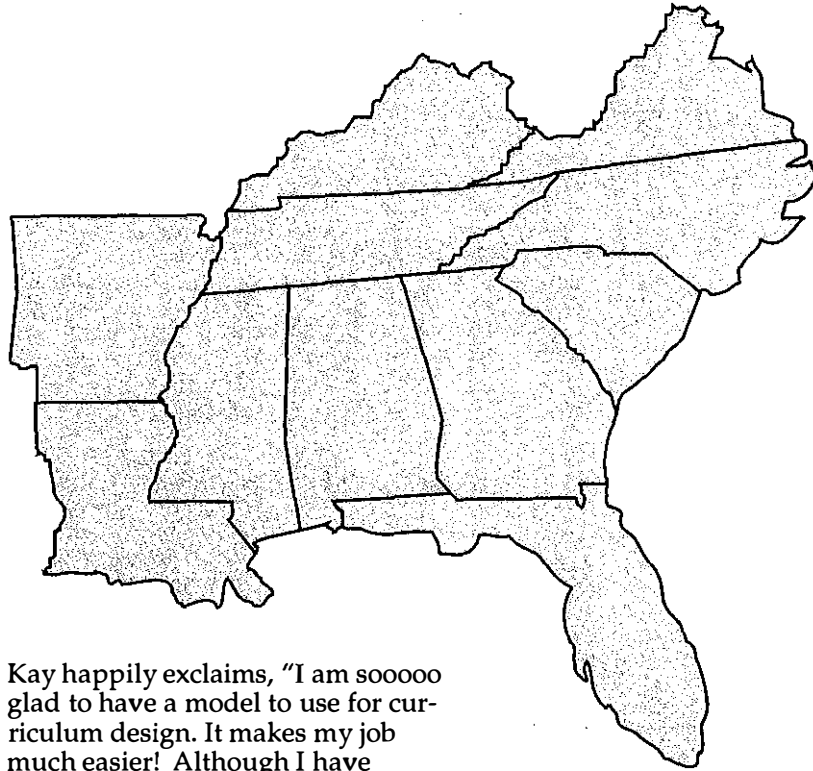 Kay happily exclaims, "I am sooooo
glad to have a model to use for cur-
riculum design. It makes my job
much easier! Although I have